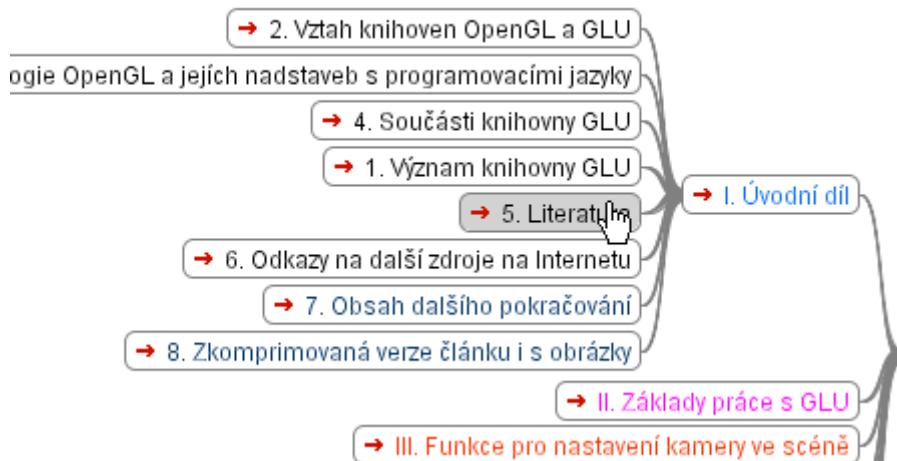 2. Vztah knihoven OpenGL a GLU
OpenGL a jejích nadstaveb s programovacími jazyky
4. Součásti knihovny GLU
1. Význam knihovny GLU
5. Literatura
I. Úvodní díl
6. Odkazy na další zdroje na Internetu
7. Obsah dalšího pokračování
8. Zkomprimovaná verze článku i s obrázky
II. Základy práce s GLU
III. Funkce pro nastavení kamery ve scéně